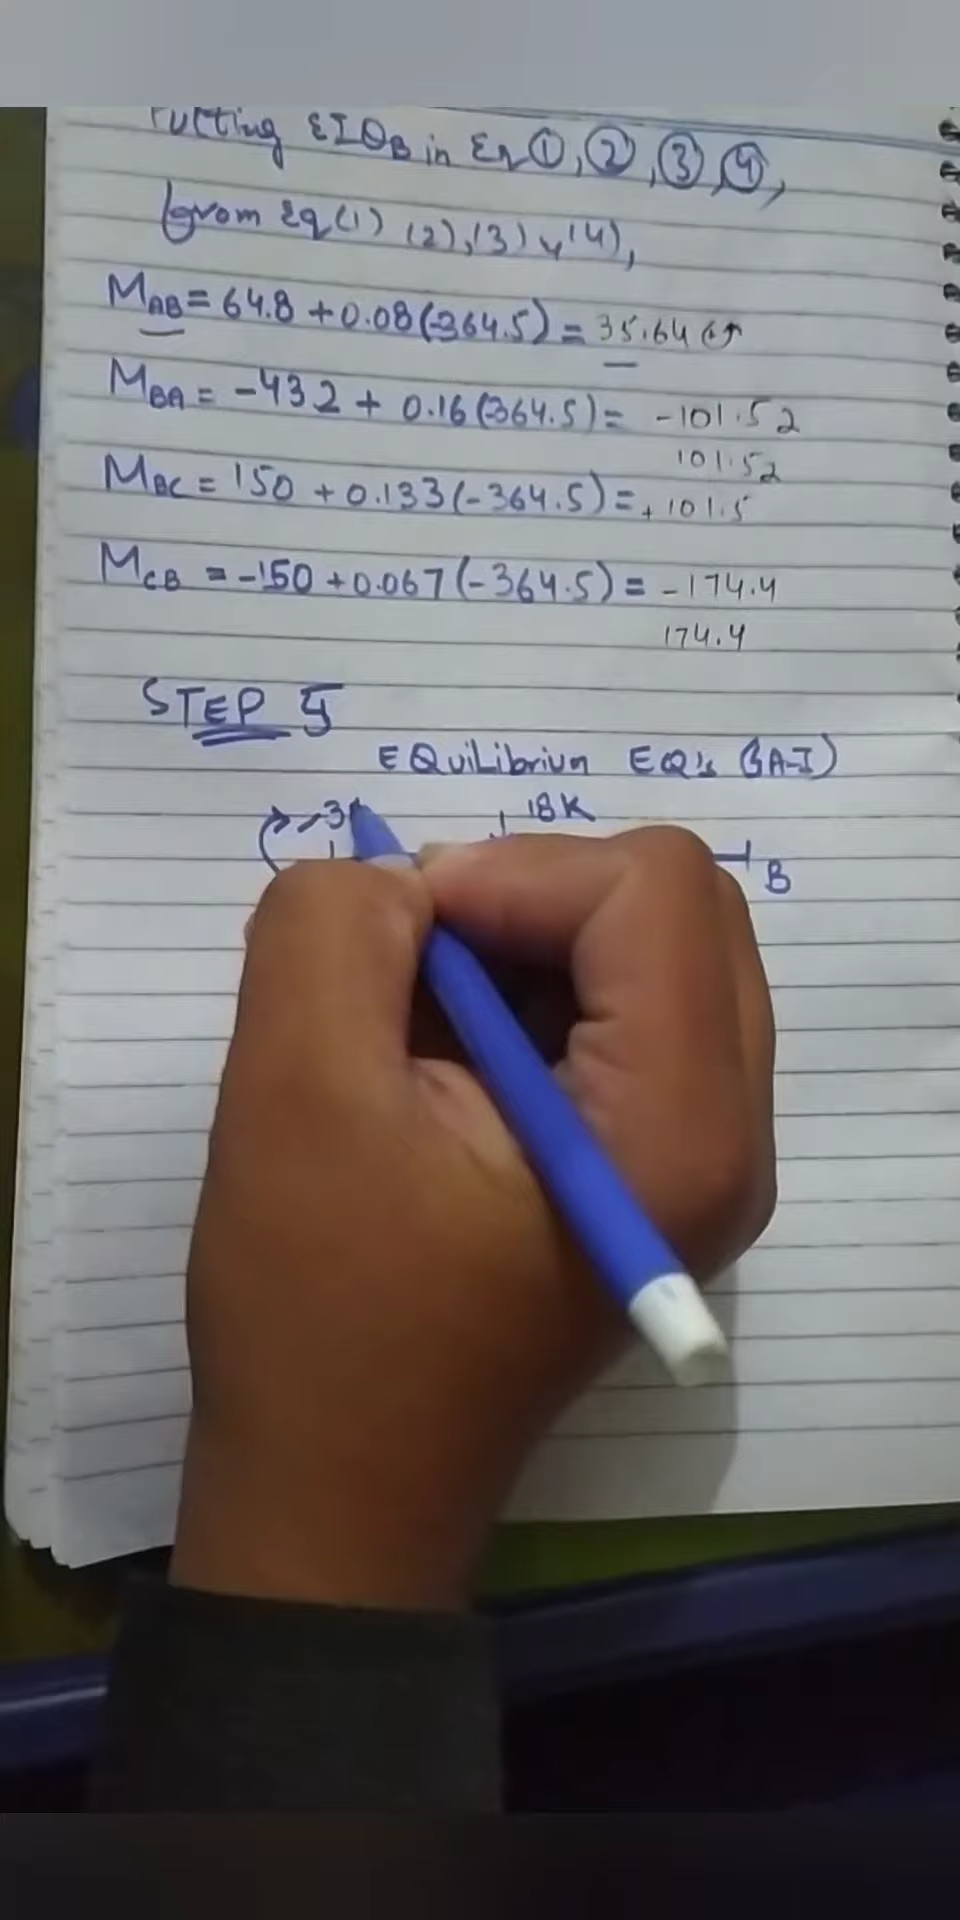 Putting EIθB in Eq ①, ②, ③, ④,
from Eq (1) (2), (3) y (4),
MAB = 64.8 + 0.08(-364.5) = 35.64
MBA = -43.2 + 0.16(364.5) = -101.52
101.52
MBC = 150 + 0.133(-364.5) = + 101.5
MCB = -150 + 0.067(-364.5) = -174.4
174.4
STEP 5
EQuiLibrium EQ's
18K
B